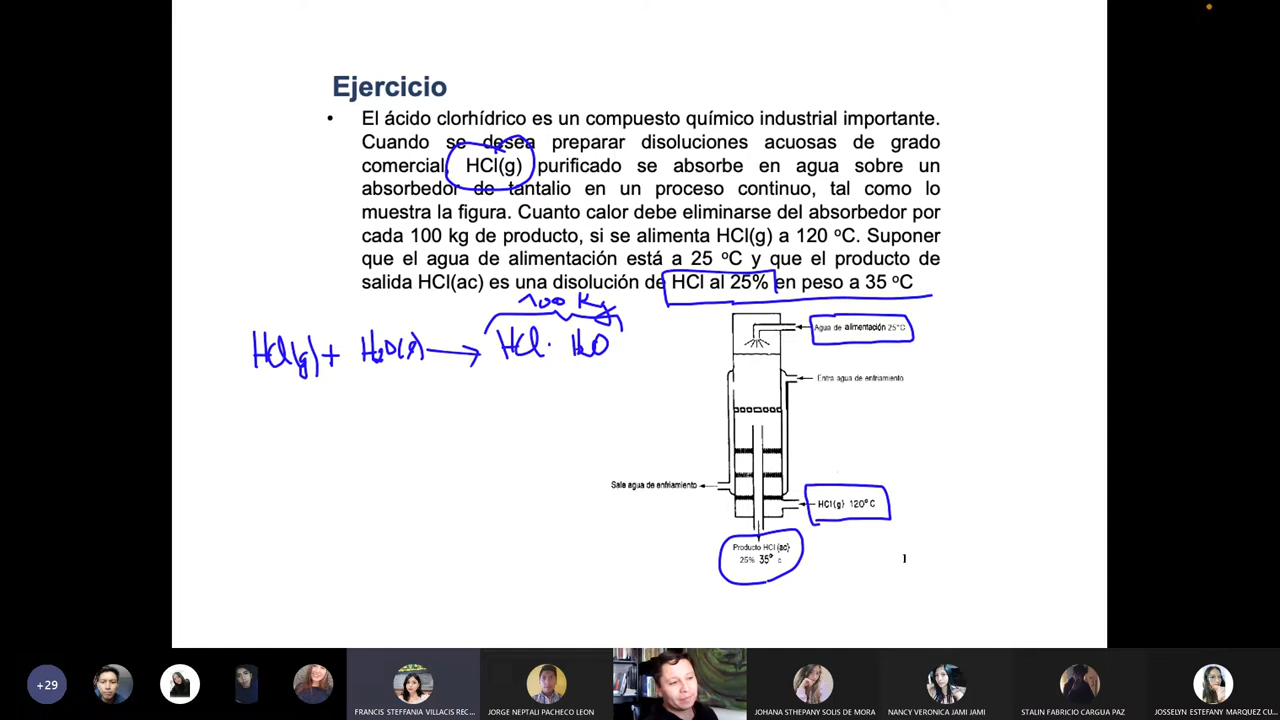 Ejercicio
• El ácido clorhídrico es un compuesto químico industrial importante.
Cuando se desea preparar disoluciones acuosas de grado
comercial, HCl(g) purificado se absorbe en agua sobre un
absorbedor de tantalio en un proceso continuo, tal como lo
muestra la figura. Cuanto calor debe eliminarse del absorbedor por
cada 100 kg de producto, si se alimenta HCl(g) a 120 ºC. Suponer
que el agua de alimentación está a 25 ºC y que el producto de
salida HCl(ac) es una disolución de HCl al 25% en peso a 35 ºC
100 Kg
HCl(g) + H2O(l) → HCl · H2O
Agua de alimentación 25°C
Entra agua de enfriamiento
Sale agua de enfriamiento
HCl(g) 120°C
Producto HCl(ac)
25% 35° c
1
+29
FRANCIS STEFFANIA VILLACIS REC...
JORGE NEPTALI PACHECO LEON
JOHANA STHEPANY SOLIS DE MORA
NANCY VERONICA JAMI JAMI
STALIN FABRICIO CARGUA PAZ
JOSSELYN ESTEFANY MARQUEZ CU...